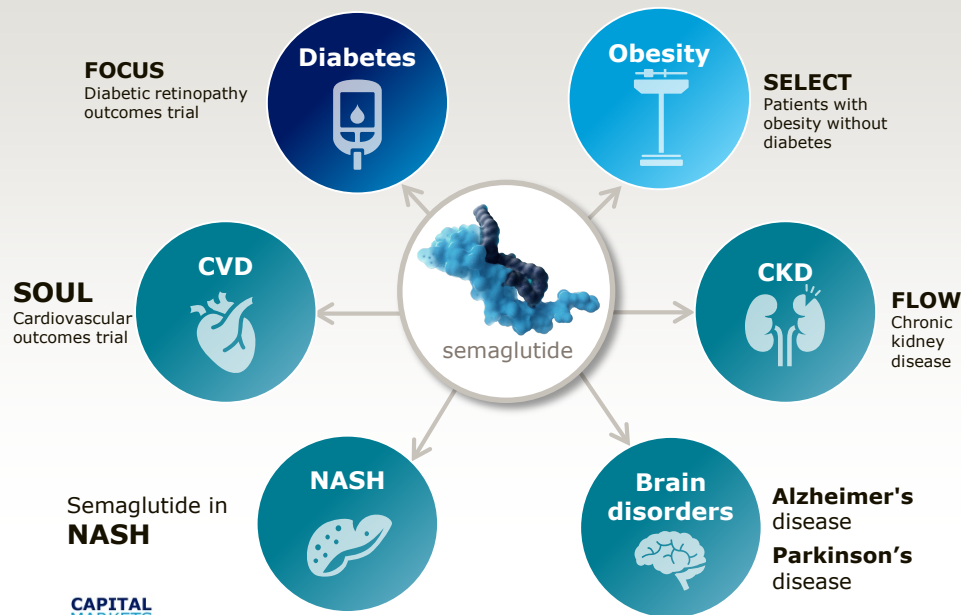 Diabetes
FOCUS
Diabetic retinopathy
outcomes trial
Obesity
SELECT
Patients with
obesity without
diabetes
CVD
SOUL
Cardiovascular
outcomes trial
semaglutide
CKD
FLOW
Chronic
kidney
disease
NASH
Semaglutide in
NASH
Brain
disorders
Alzheimer's
disease
Parkinson’s
disease
CAPITAL
MARKETS